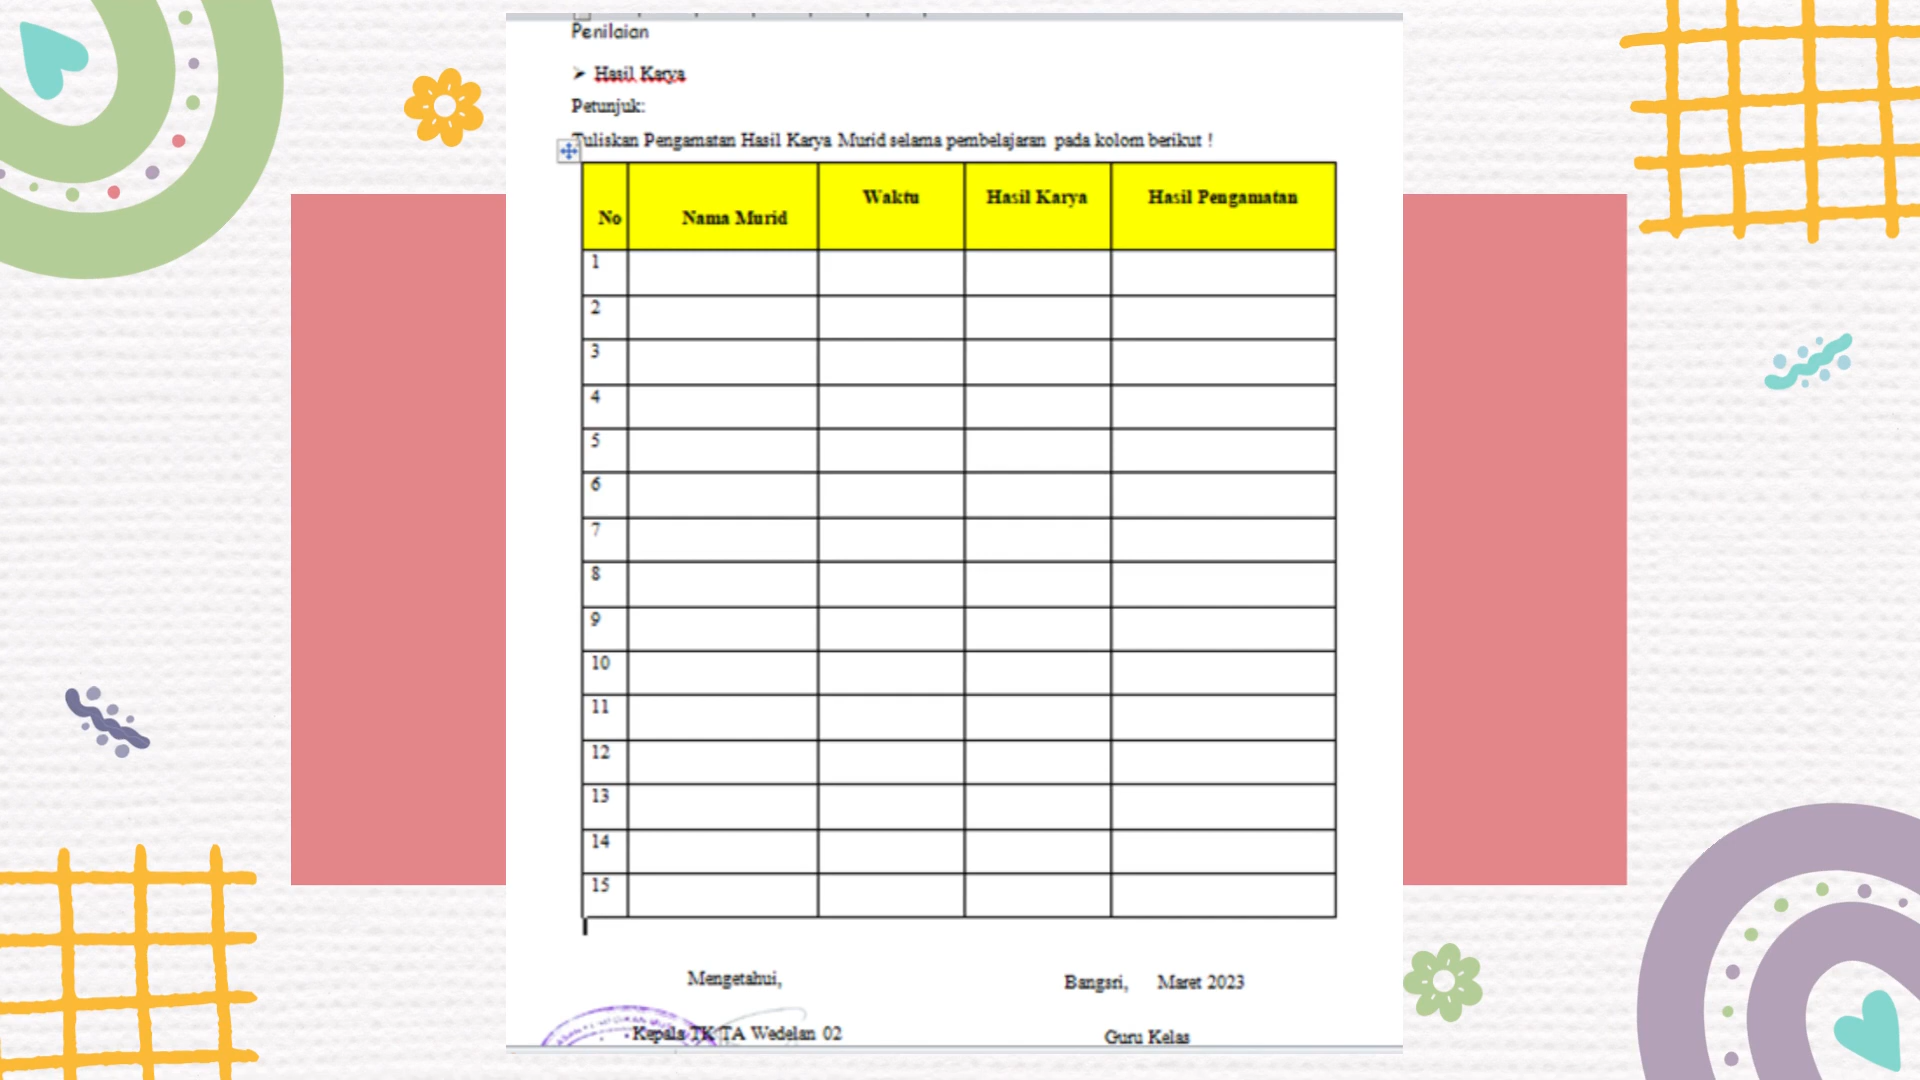 Penilaian
➢ Hasil Karya
Petunjuk:
Tuliskan Pengamatan Hasil Karya Murid selama pembelajaran pada kolom berikut !
No Nama Murid Waktu Hasil Karya Hasil Pengamatan
1
2
3
4
5
6
7
8
9
10
11
12
13
14
15
Mengetahui, Bangsri, Maret 2023
Kepala TK TA Wedelan 02 Guru Kelas